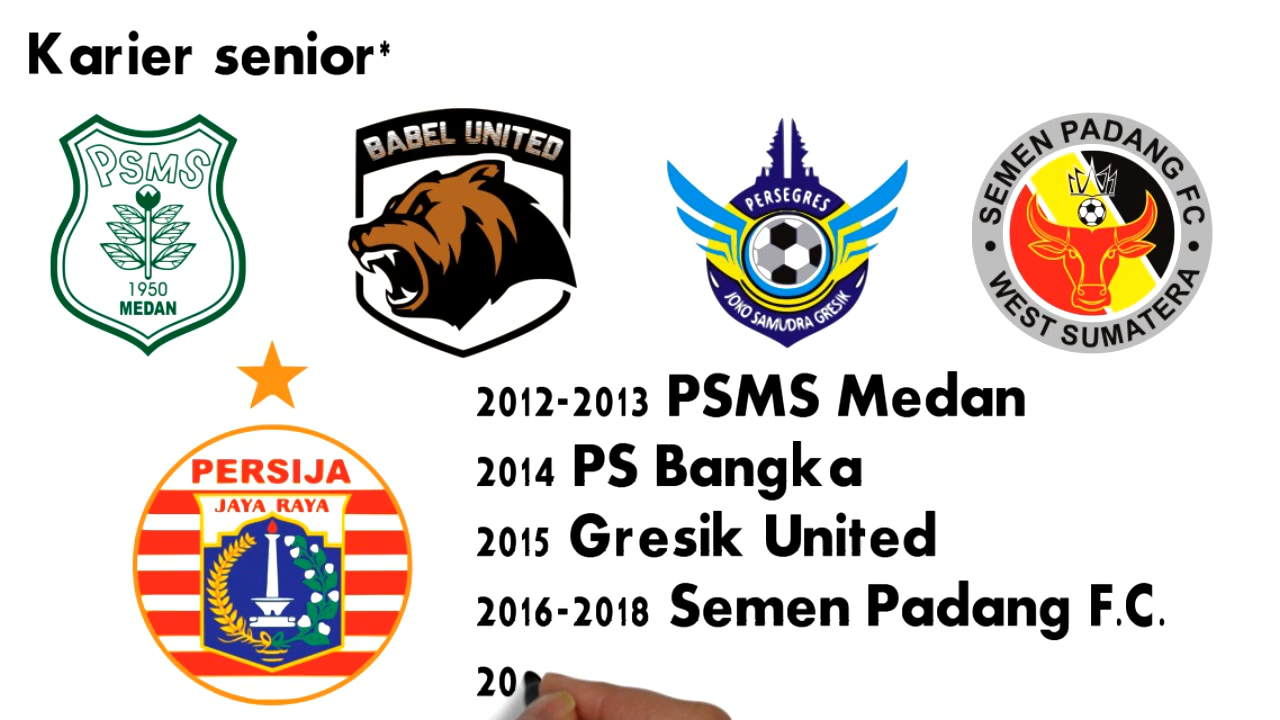 Karier senior*
PSMS
1950
MEDAN
BABEL UNITED
PERSEGRES
JOKO SAMUDRA GRESIK
SEMEN PADANG FC
WEST SUMATERA
PERSIJA
JAYA RAYA
2012-2013 PSMS Medan
2014 PS Bangka
2015 Gresik United
2016-2018 Semen Padang F.C.
20